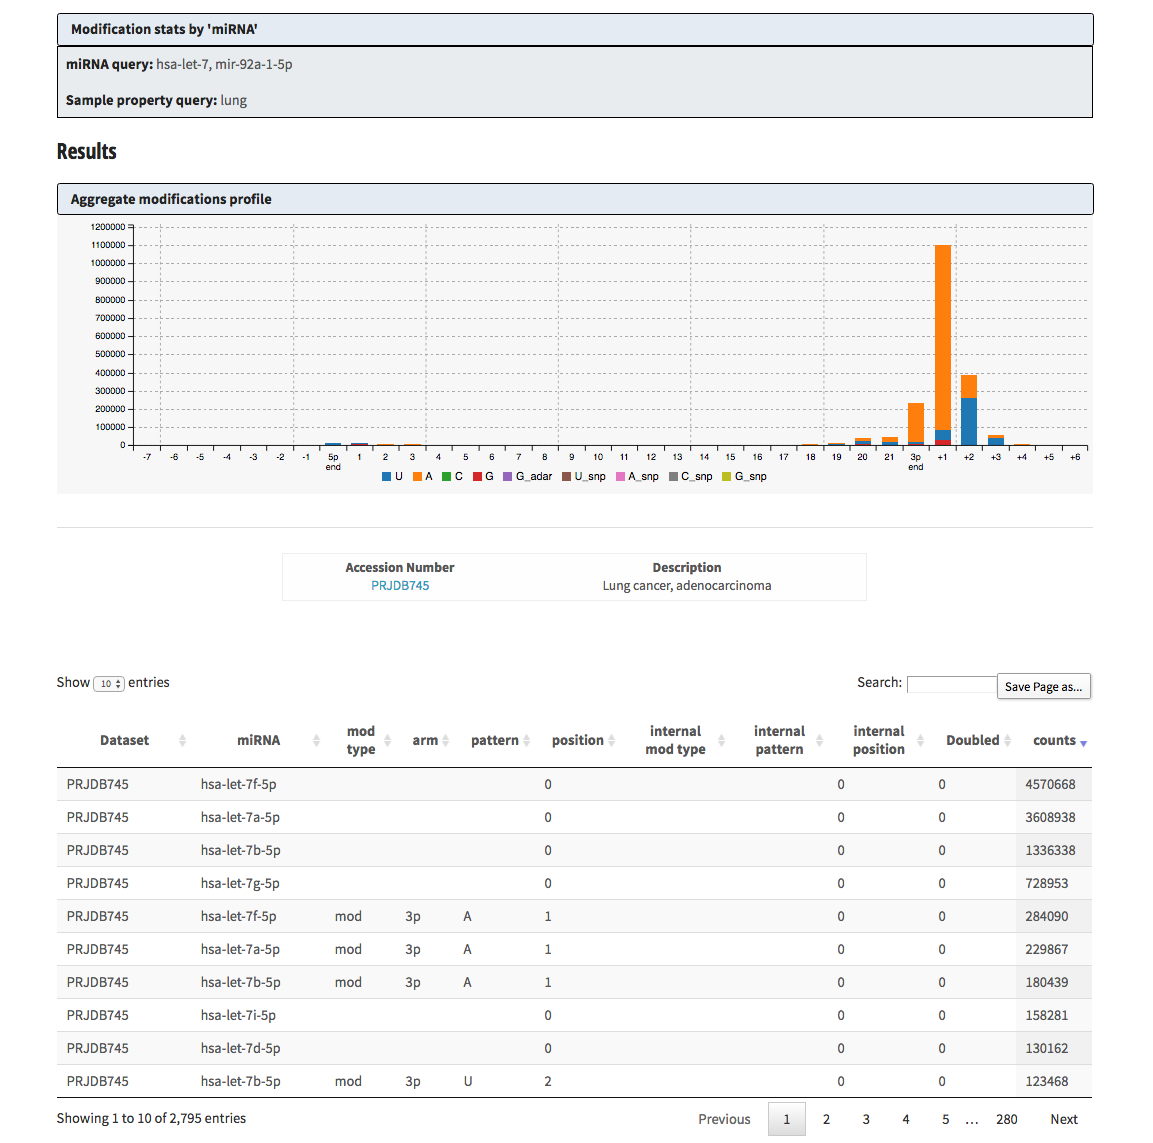 Modification stats by 'miRNA'
miRNA query: hsa-let-7, mir-92a-1-5p
Sample property query: lung
Results
Aggregate modifications profile
1200000
1100000
1000000
900000
800000
700000
600000
500000
400000
300000
200000
100000
0
-7 -6 -5 -4 -3 -2 -1 5p end 1 2 3 4 5 6 7 8 9 10 11 12 13 14 15 16 17 18 19 20 21 3p end +1 +2 +3 +4 +5 +6
U A C G G_adar U_snp A_snp C_snp G_snp
Accession Number Description
PRJDB745 Lung cancer, adenocarcinoma
Show 10 entries Search: Save Page as...
Dataset miRNA mod type arm pattern position internal mod type internal pattern internal position Doubled counts
PRJDB745 hsa-let-7f-5p 0 0 0 4570668
PRJDB745 hsa-let-7a-5p 0 0 0 3608938
PRJDB745 hsa-let-7b-5p 0 0 0 1336338
PRJDB745 hsa-let-7g-5p 0 0 0 728953
PRJDB745 hsa-let-7f-5p mod 3p A 1 0 0 284090
PRJDB745 hsa-let-7a-5p mod 3p A 1 0 0 229867
PRJDB745 hsa-let-7b-5p mod 3p A 1 0 0 180439
PRJDB745 hsa-let-7i-5p 0 0 0 158281
PRJDB745 hsa-let-7d-5p 0 0 0 130162
PRJDB745 hsa-let-7b-5p mod 3p U 2 0 0 123468
Showing 1 to 10 of 2,795 entries Previous 1 2 3 4 5 ... 280 Next